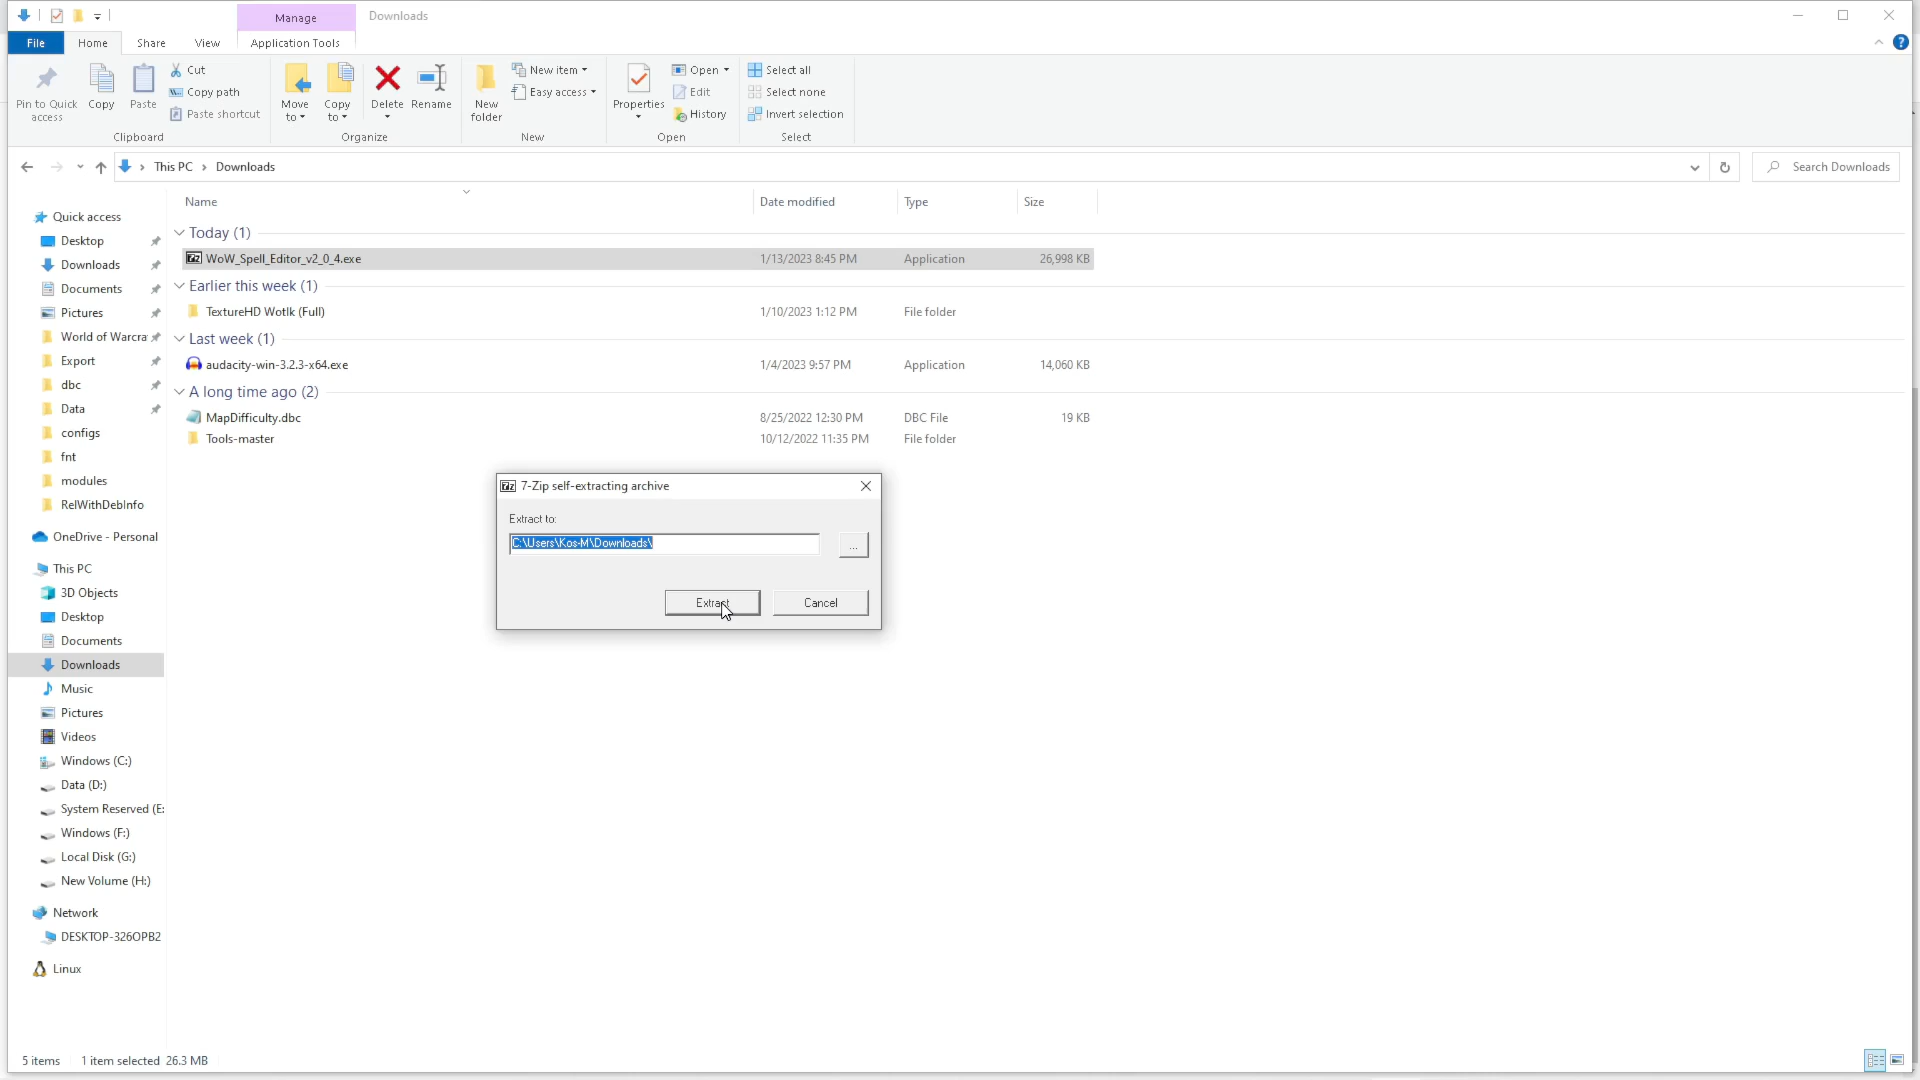 Manage
Downloads
File
Home
Share
View
Application Tools
Pin to Quick access
Copy
Paste
Cut
Copy path
Paste shortcut
Clipboard
Move to
Copy to
Delete
Rename
Organize
New folder
New item
Easy access
New
Properties
Open
Edit
History
Open
Select all
Select none
Invert selection
Select
This PC
Downloads
Search Downloads
Name
Date modified
Type
Size
Today (1)
WoW_Spell_Editor_v2_0_4.exe 1/13/2023 8:45 PM Application 26,998 KB
Earlier this week (1)
TextureHD Wotlk (Full) 1/10/2023 1:12 PM File folder
Last week (1)
audacity-win-3.2.3-x64.exe 1/4/2023 9:57 PM Application 14,060 KB
A long time ago (2)
MapDifficulty.dbc 8/25/2022 12:30 PM DBC File 19 KB
Tools-master 10/12/2022 11:35 PM File folder
Quick access
Desktop
Downloads
Documents
Pictures
World of Warcra
Export
dbc
Data
configs
fnt
modules
RelWithDebInfo
OneDrive - Personal
This PC
3D Objects
Desktop
Documents
Downloads
Music
Pictures
Videos
Windows (C:)
Data (D:)
System Reserved (E:
Windows (F:)
Local Disk (G:)
New Volume (H:)
Network
DESKTOP-326OPB2
Linux
7-Zip self-extracting archive
Extract to:
C:\Users\Kos-M\Downloads\
...
Extract
Cancel
5 items
1 item selected 26.3 MB